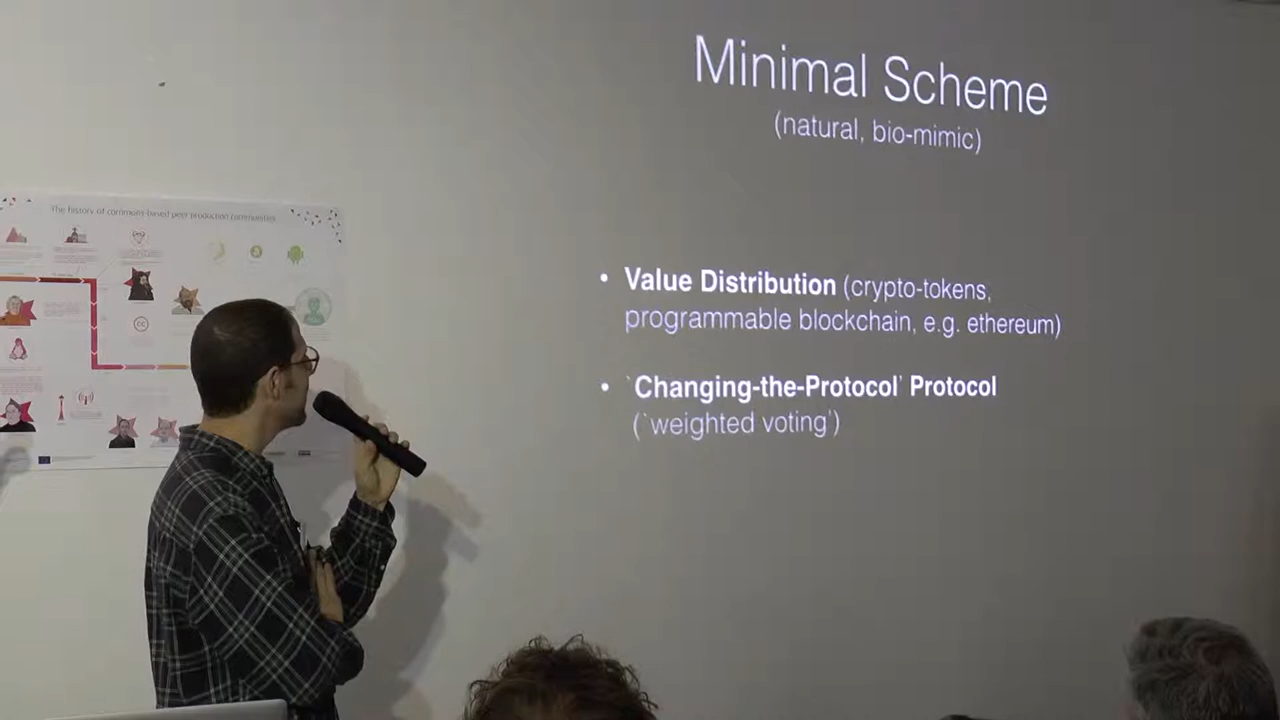 Minimal Scheme
(natural, bio-mimic)
The history of commons-based peer production communities
• Value Distribution (crypto-tokens,
programmable blockchain, e.g. ethereum)
• `Changing-the-Protocol' Protocol
(`weighted voting')